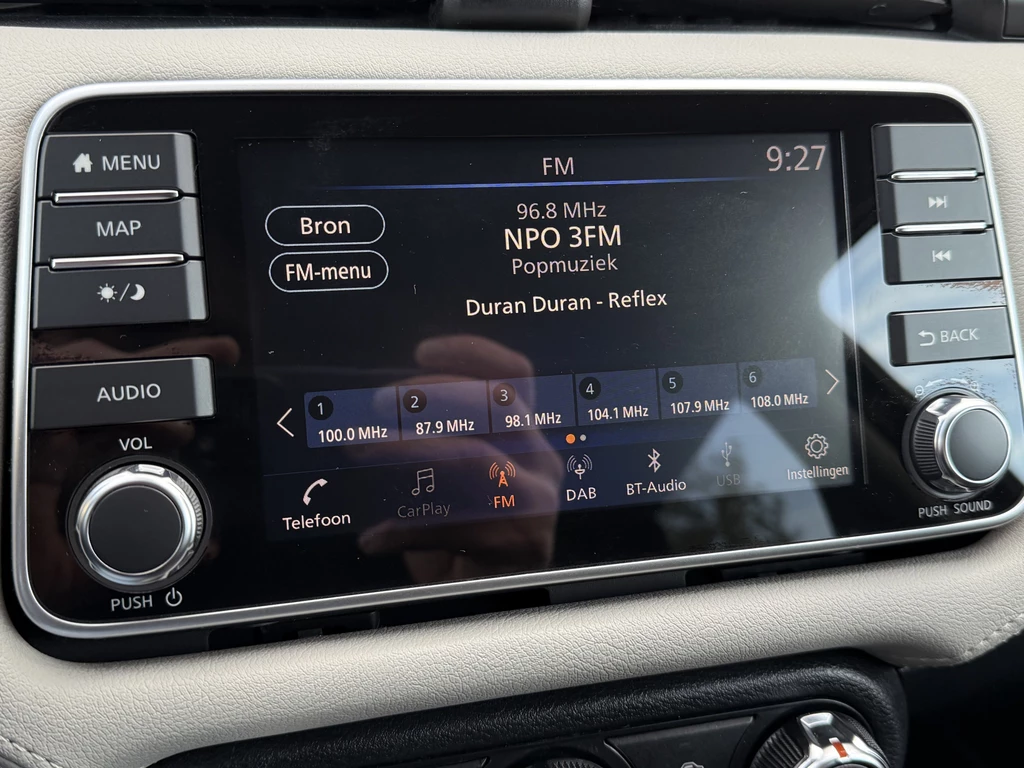 MENU
MAP
AUDIO
VOL
PUSH
FM
9:27
Bron
FM-menu
96.8 MHz
NPO 3FM
Popmuziek
Duran Duran - Reflex
1 2 3 4 5 6
100.0 MHz 87.9 MHz 98.1 MHz 104.1 MHz 107.9 MHz 108.0 MHz
Telefoon CarPlay FM DAB BT-Audio USB Instellingen
BACK
PUSH SOUND